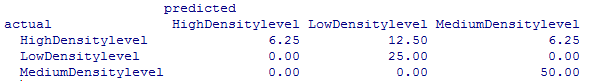 predicted
actual HighDensitylevel LowDensitylevel MediumDensitylevel
HighDensitylevel 6.25 12.50 6.25
LowDensitylevel 0.00 25.00 0.00
MediumDensitylevel 0.00 0.00 50.00